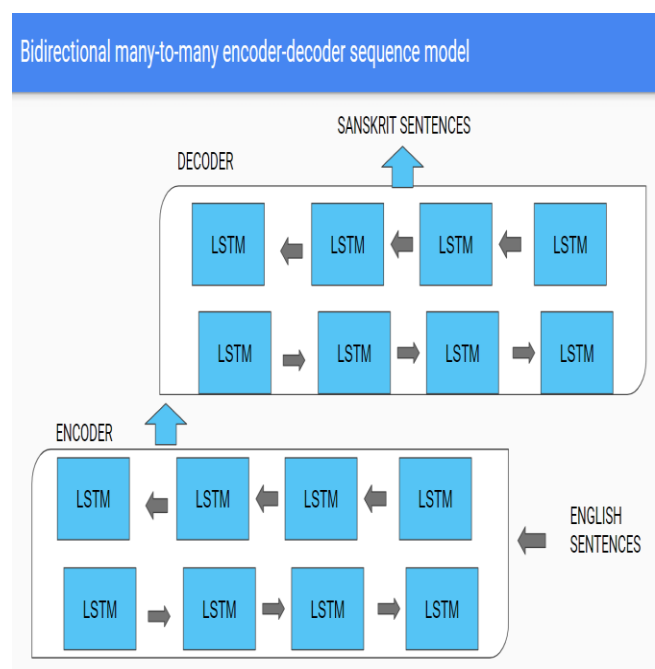 Bidirectional many-to-many encoder-decoder sequence model
SANSKRIT SENTENCES
DECODER
LSTM LSTM LSTM LSTM
LSTM LSTM LSTM LSTM
ENCODER
LSTM LSTM LSTM LSTM
ENGLISH
SENTENCES
LSTM LSTM LSTM LSTM